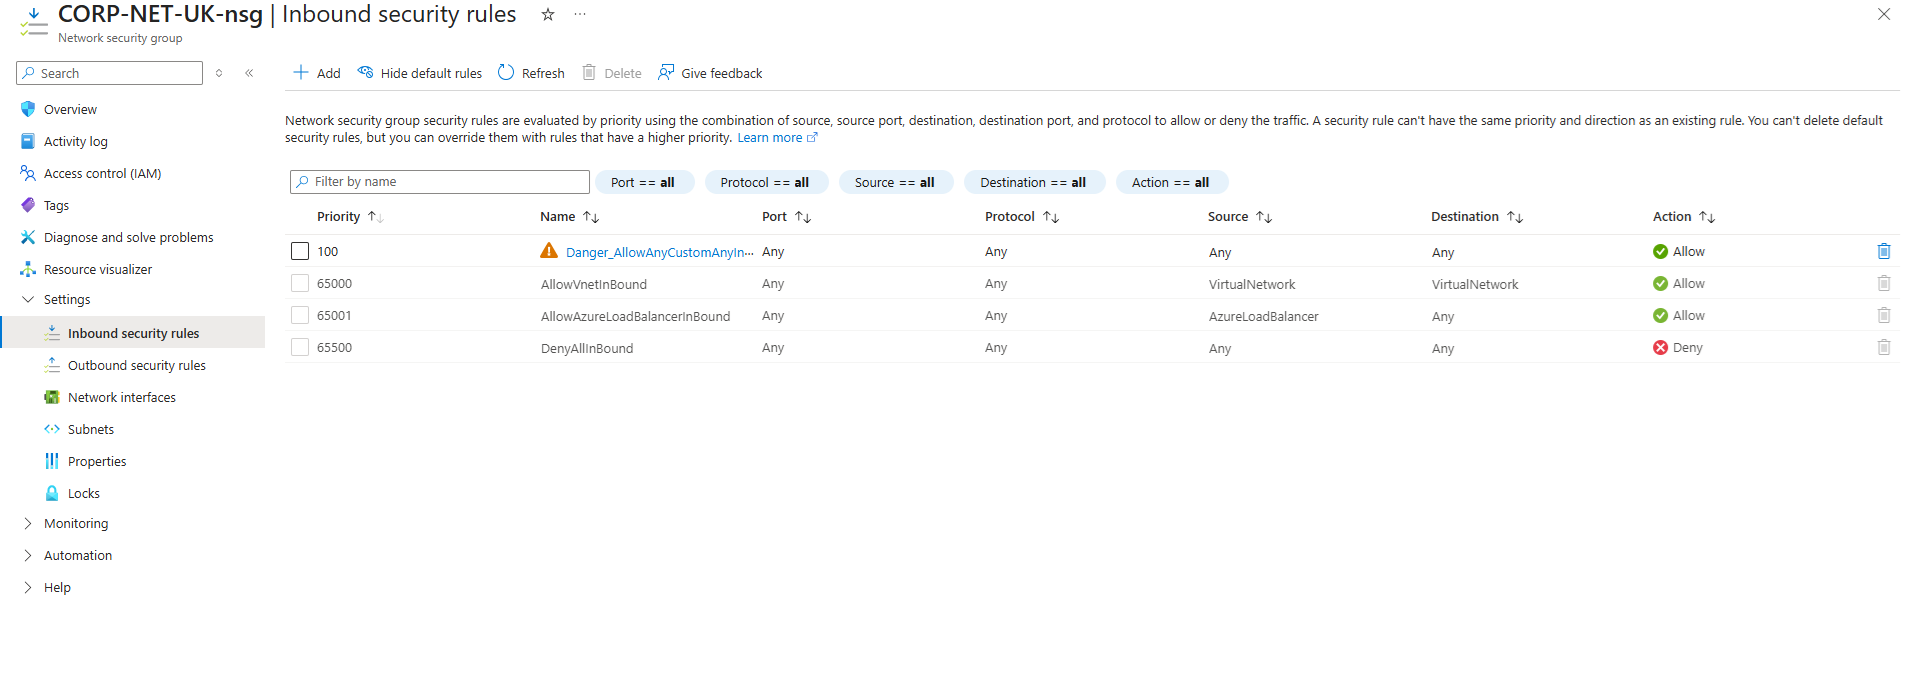 CORP-NET-UK-nsg | Inbound security rules
Network security group
Search
Overview
Activity log
Access control (IAM)
Tags
Diagnose and solve problems
Resource visualizer
Settings
Inbound security rules
Outbound security rules
Network interfaces
Subnets
Properties
Locks
Monitoring
Automation
Help
Add Hide default rules Refresh Delete Give feedback
Network security group security rules are evaluated by priority using the combination of source, source port, destination, destination port, and protocol to allow or deny the traffic. A security rule can't have the same priority and direction as an existing rule. You can't delete default
security rules, but you can override them with rules that have a higher priority. Learn more
Filter by name Port == all Protocol == all Source == all Destination == all Action == all
Priority Name Port Protocol Source Destination Action
100 Danger_AllowAnyCustomAnyIn... Any Any Any Any Allow
65000 AllowVnetInBound Any Any VirtualNetwork VirtualNetwork Allow
65001 AllowAzureLoadBalancerInBound Any Any AzureLoadBalancer Any Allow
65500 DenyAllInBound Any Any Any Any Deny